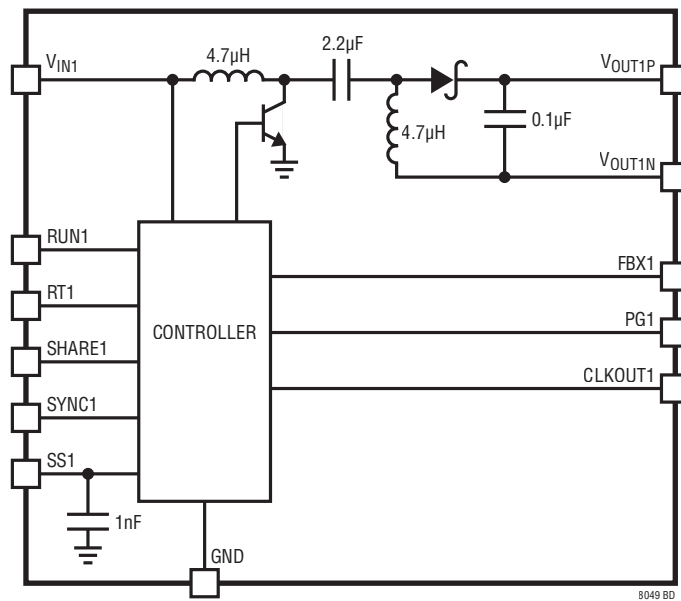 VIN1
4.7µH
2.2µF
VOUT1P
4.7µH
0.1µF
VOUT1N
RUN1
FBX1
RT1
PG1
CONTROLLER
SHARE1
CLKOUT1
SYNC1
SS1
1nF
GND
8049 BD